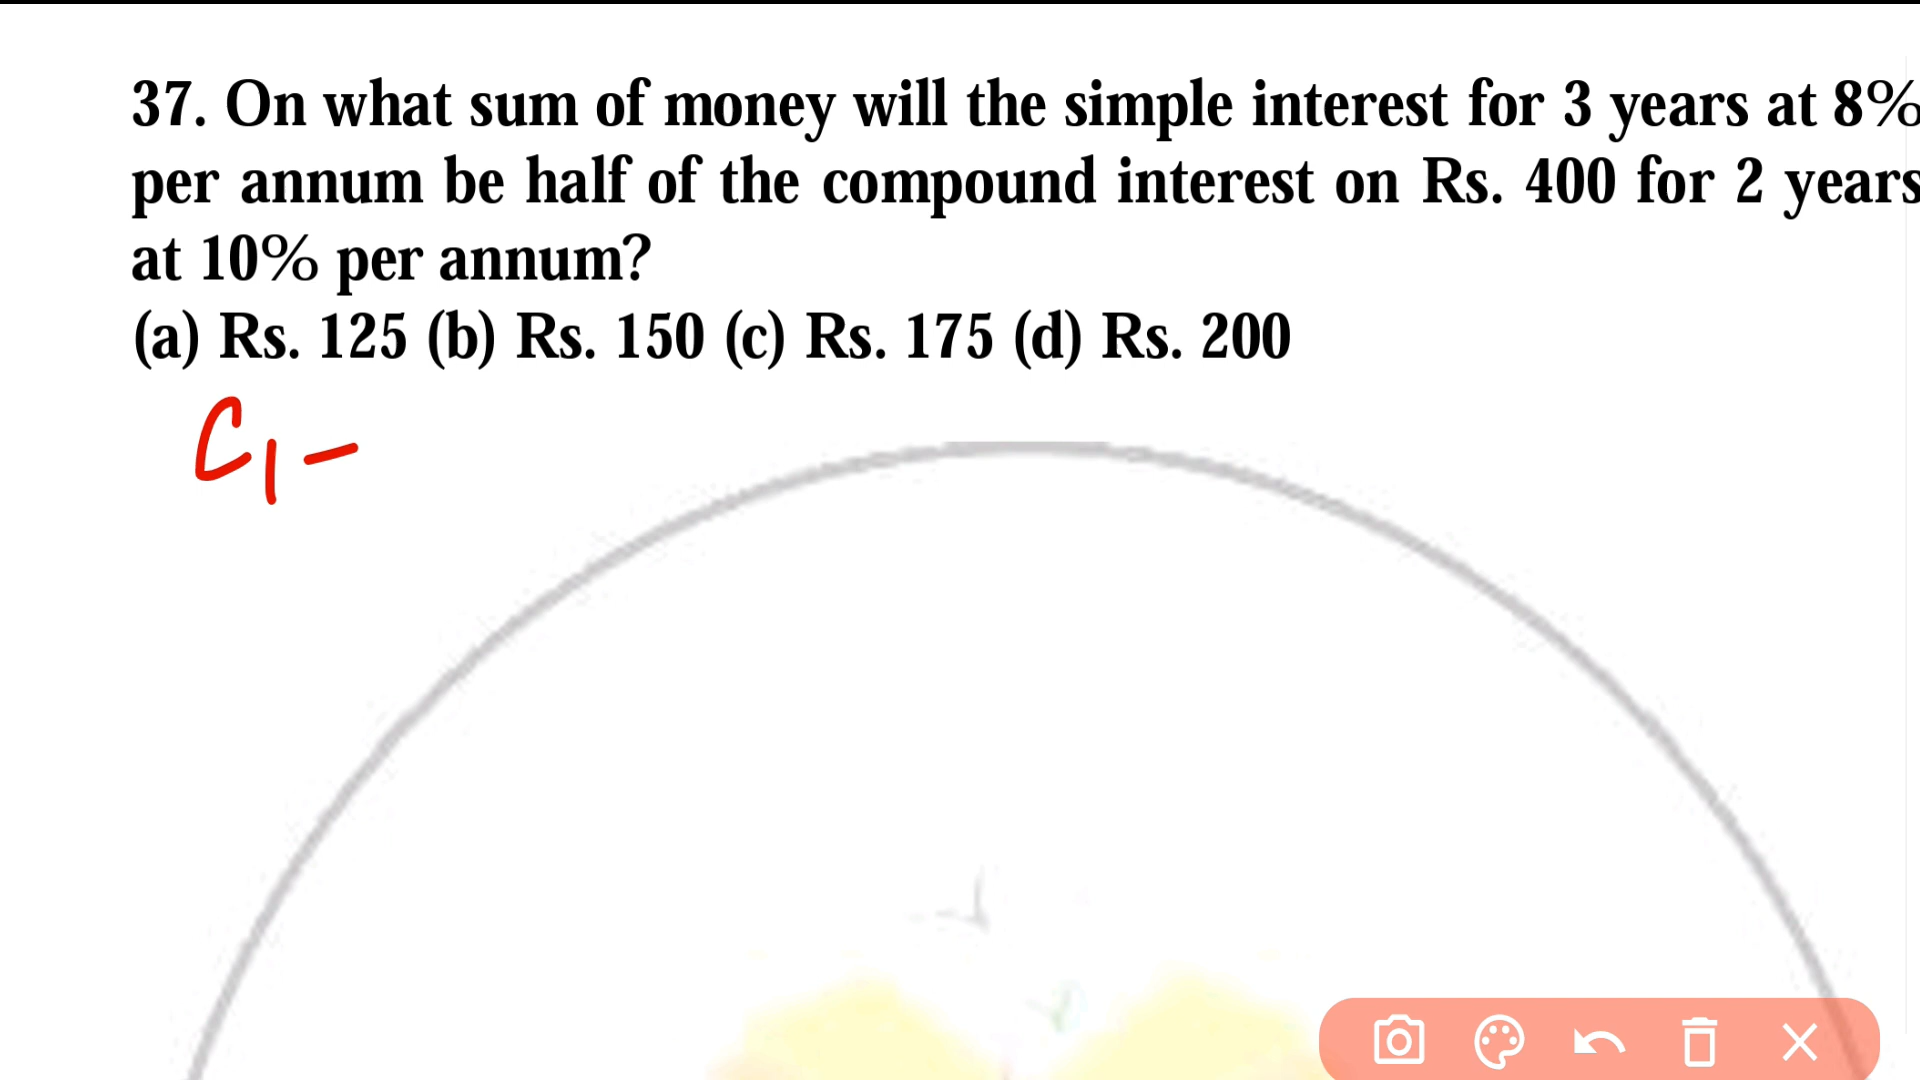 37. On what sum of money will the simple interest for 3 years at 8%
per annum be half of the compound interest on Rs. 400 for 2 years
at 10% per annum?
(a) Rs. 125 (b) Rs. 150 (c) Rs. 175 (d) Rs. 200
CI -